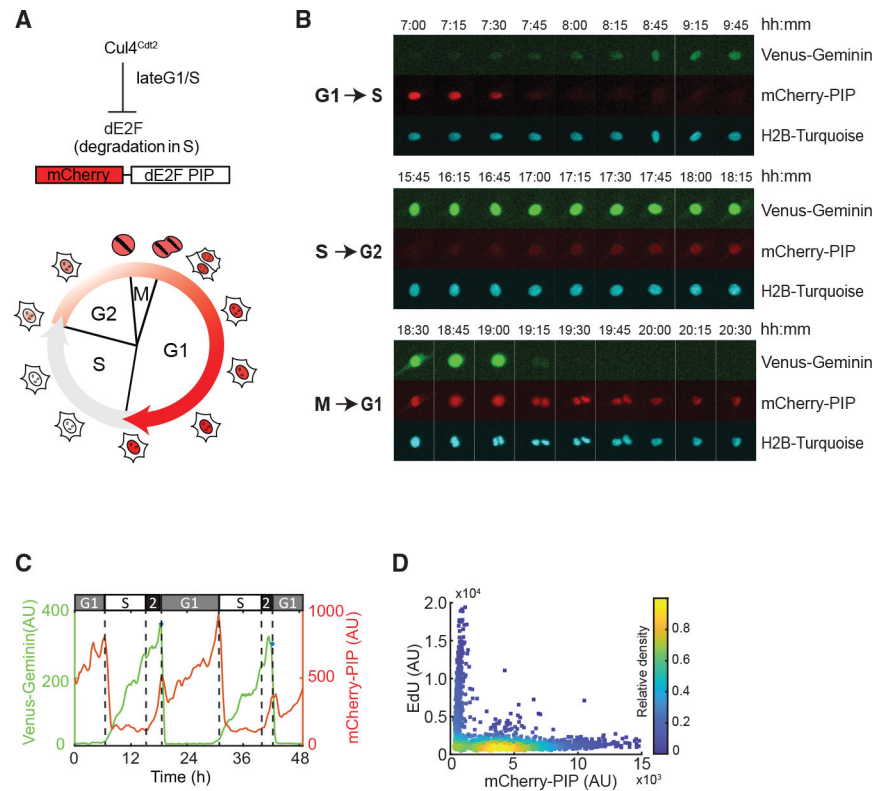 A
Cul4^Cdt2
lateG1/S
dE2F
(degradation in S)
mCherry dE2F PIP
M
G2
G1
S
B
7:00 7:15 7:30 7:45 8:00 8:15 8:45 9:15 9:45 hh:mm
Venus-Geminin
G1 → S mCherry-PIP
H2B-Turquoise
15:45 16:15 16:45 17:00 17:15 17:30 17:45 18:00 18:15 hh:mm
Venus-Geminin
S → G2 mCherry-PIP
H2B-Turquoise
18:30 18:45 19:00 19:15 19:30 19:45 20:00 20:15 20:30 hh:mm
Venus-Geminin
M → G1 mCherry-PIP
H2B-Turquoise
C
G1 S 2 G1 S 2 G1
400 1000
200 500
0 0
Venus-Geminin(AU)
mCherry-PIP (AU)
0 12 24 36 48
Time (h)
D
x10^4
2.0
1.5
1.0
0.5
0
EdU (AU)
0 5 10 15
x10^3
mCherry-PIP (AU)
Relative density
0.8
0.6
0.4
0.2
0